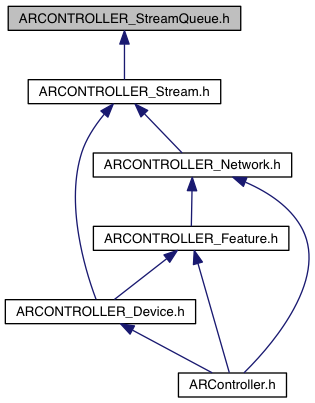 ARCONTROLLER_StreamQueue.h
ARCONTROLLER_Stream.h
ARCONTROLLER_Network.h
ARCONTROLLER_Feature.h
ARCONTROLLER_Device.h
ARController.h